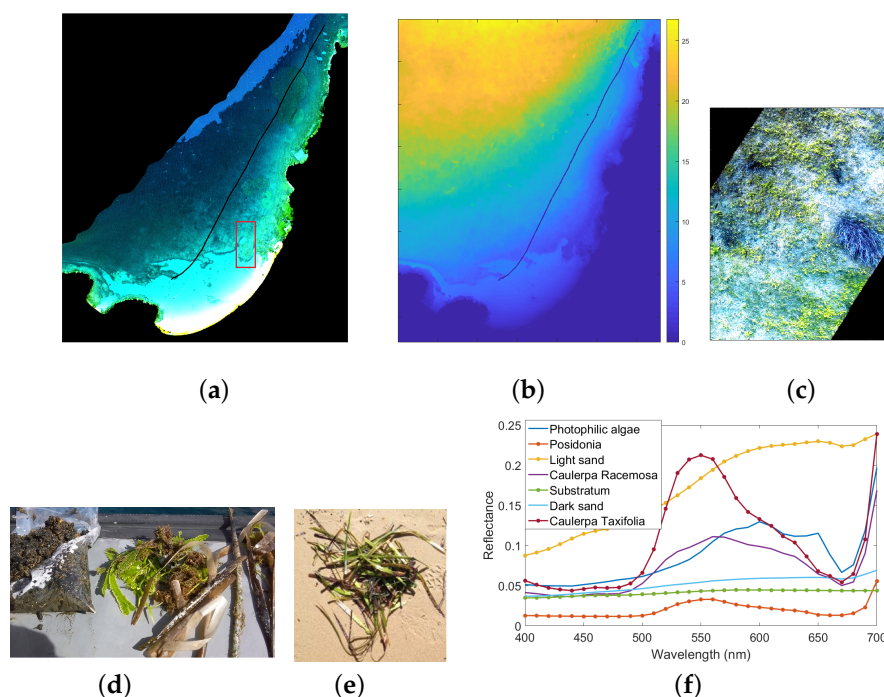 25
20
15
10
5
0
(a)
(b)
(c)
(d)
(e)
0.25
0.2
0.15
0.1
0.05
0
Reflectance
Photophilic algae
Posidonia
Light sand
Caulerpa Racemosa
Substratum
Dark sand
Caulerpa Taxifolia
400 450 500 550 600 650 700
Wavelength (nm)
(f)